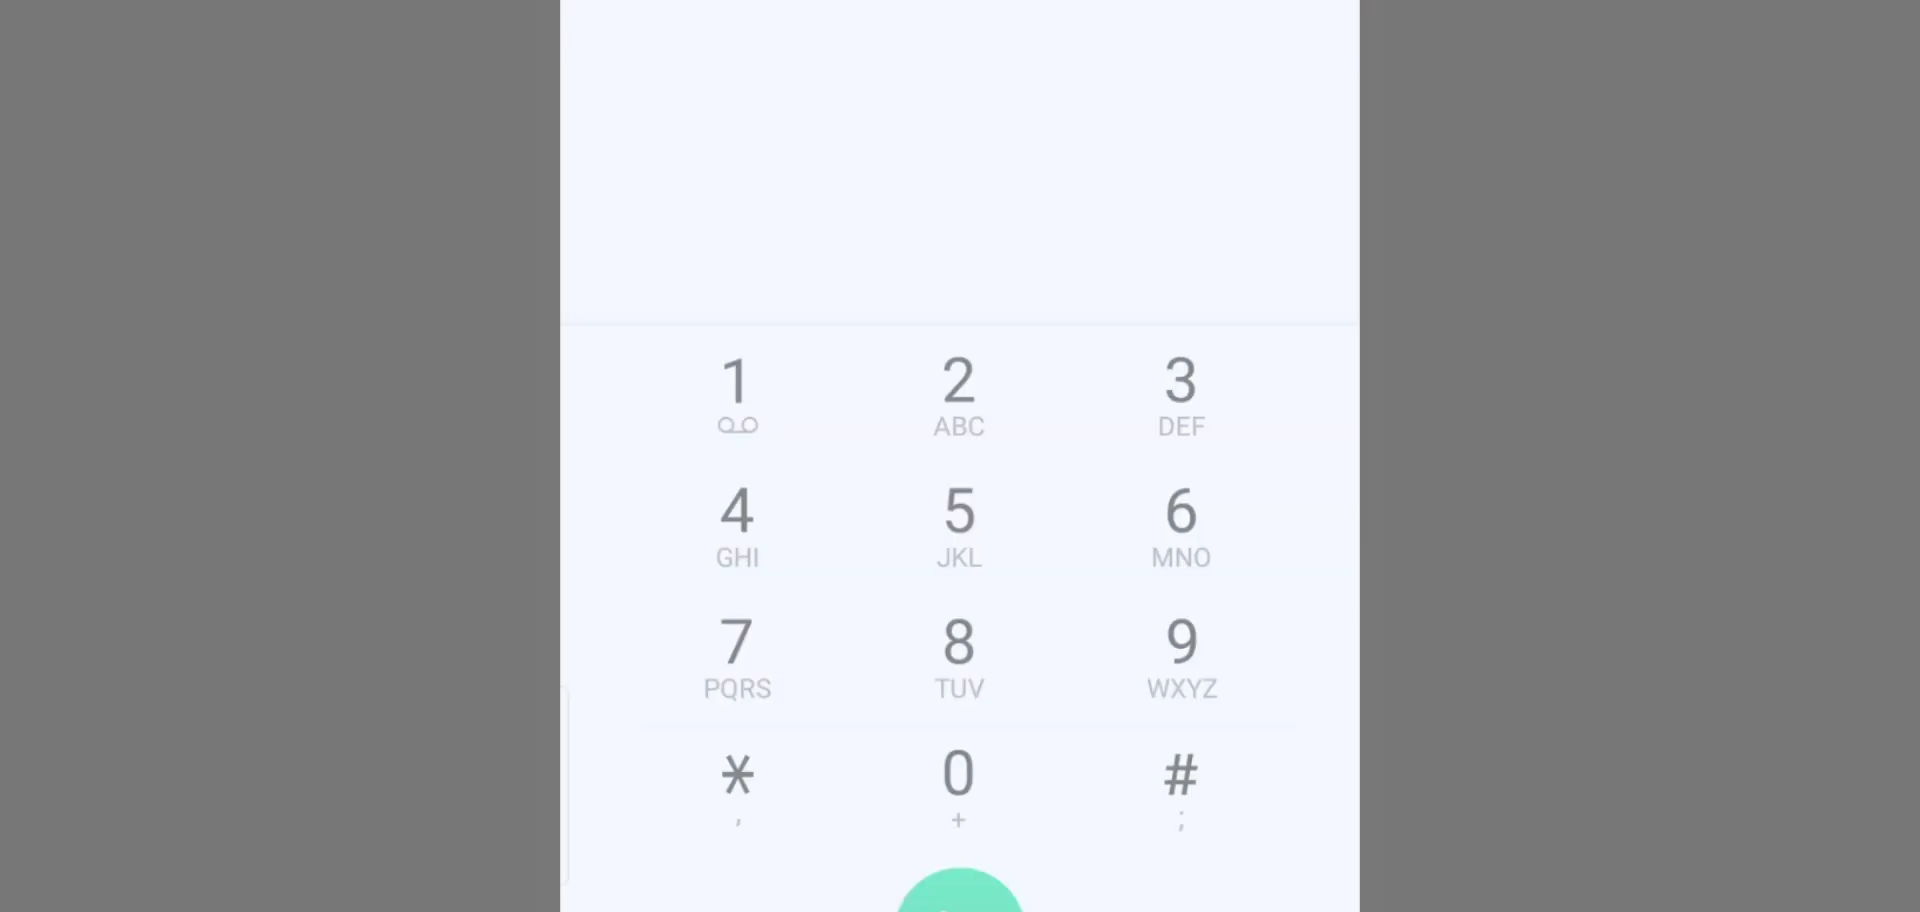 1 2 3
ABC DEF
4 5 6
GHI JKL MNO
7 8 9
PQRS TUV WXYZ
* 0 #
, + ;